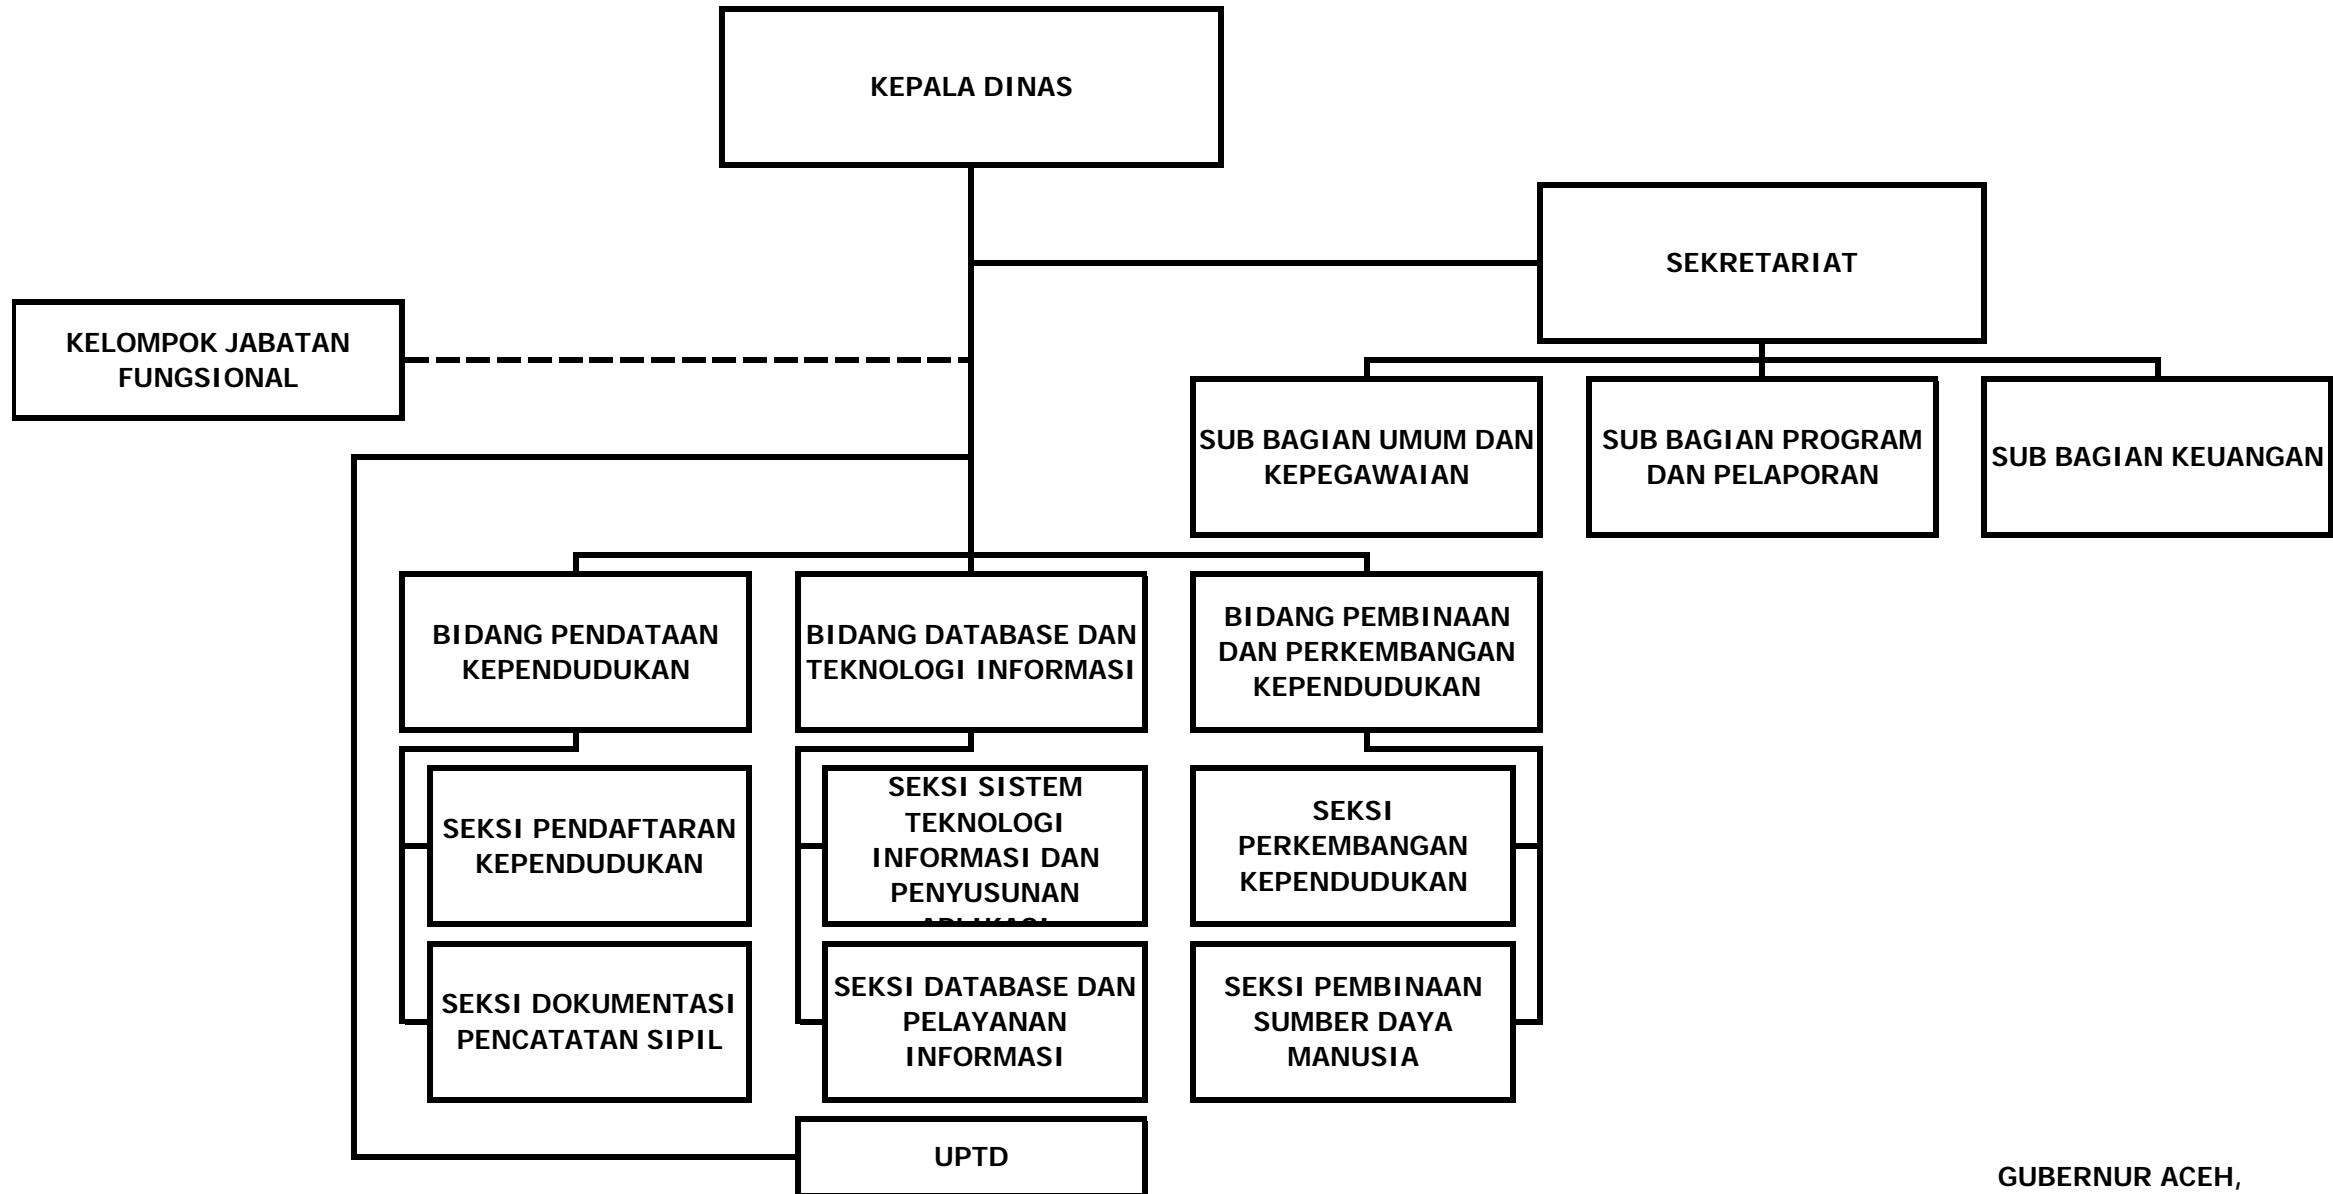 KEPALA DINAS
SEKRETARIAT
KELOMPOK JABATAN
FUNGSIONAL
SUB BAGIAN UMUM DAN
KEPEGAWAIAN
SUB BAGIAN PROGRAM
DAN PELAPORAN
SUB BAGIAN KEUANGAN
BIDANG PENDATAAN
KEPENDUDUKAN
BIDANG DATABASE DAN
TEKNOLOGI INFORMASI
BIDANG PEMBINAAN
DAN PERKEMBANGAN
KEPENDUDUKAN
SEKSI PENDAFTARAN
KEPENDUDUKAN
SEKSI SISTEM
TEKNOLOGI
INFORMASI DAN
PENYUSUNAN
SEKSI
PERKEMBANGAN
KEPENDUDUKAN
SEKSI DOKUMENTASI
PENCATATAN SIPIL
SEKSI DATABASE DAN
PELAYANAN
INFORMASI
SEKSI PEMBINAAN
SUMBER DAYA
MANUSIA
UPTD
GUBERNUR ACEH,